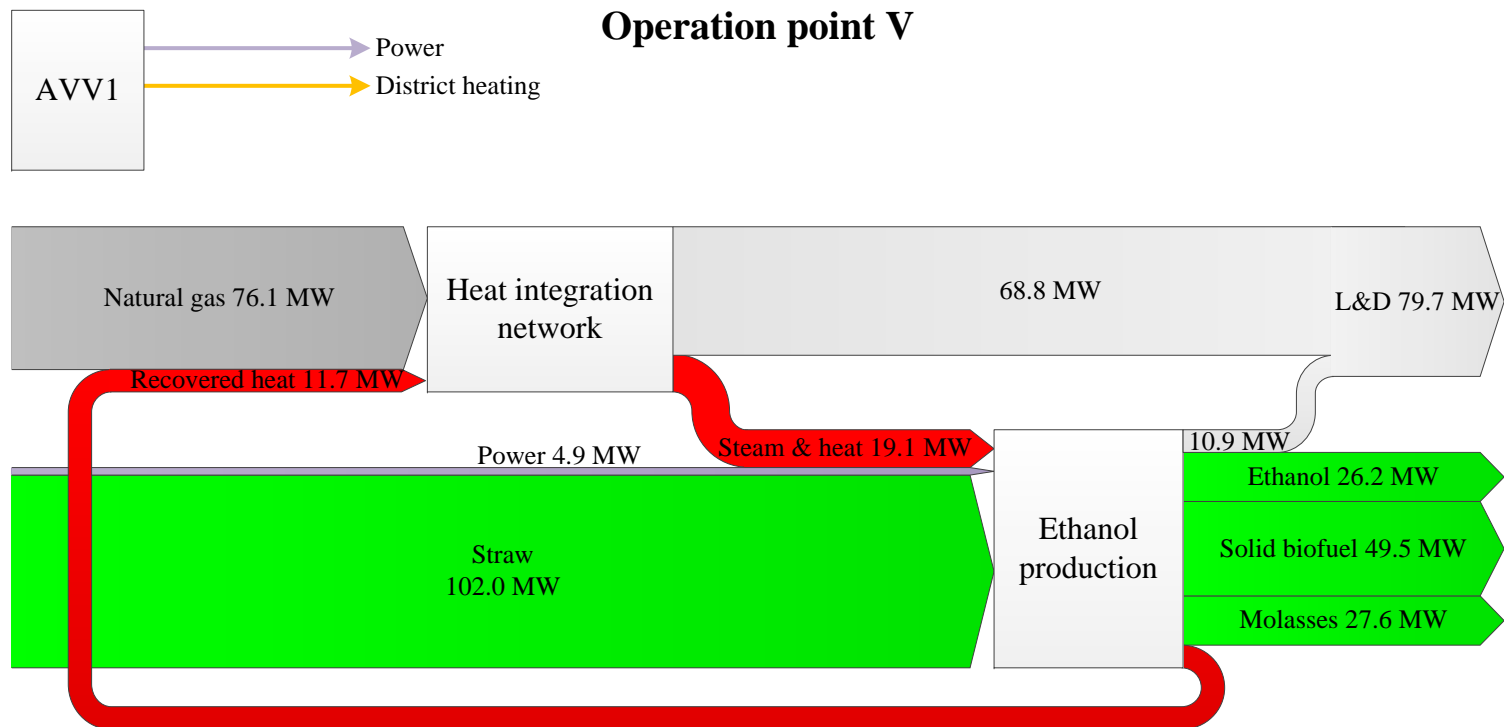 Operation point V
AVV1
Power
District heating
Natural gas 76.1 MW
Heat integration
network
68.8 MW
L&D 79.7 MW
Recovered heat 11.7 MW
Steam & heat 19.1 MW
10.9 MW
Power 4.9 MW
Ethanol 26.2 MW
Straw
102.0 MW
Ethanol
production
Solid biofuel 49.5 MW
Molasses 27.6 MW